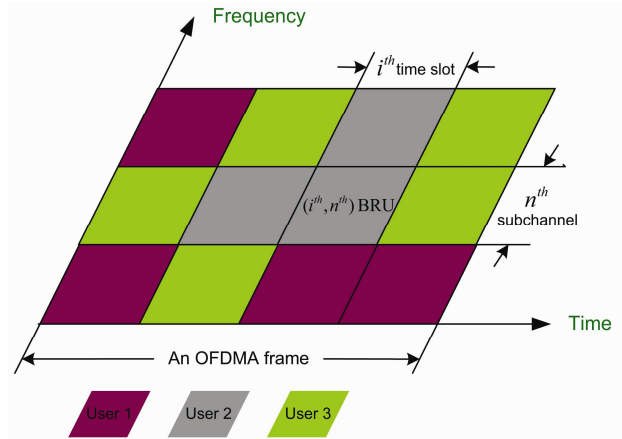 Frequency
i^th time slot
(i^th, n^th) BRU
n^th
subchannel
Time
An OFDMA frame
User 1
User 2
User 3